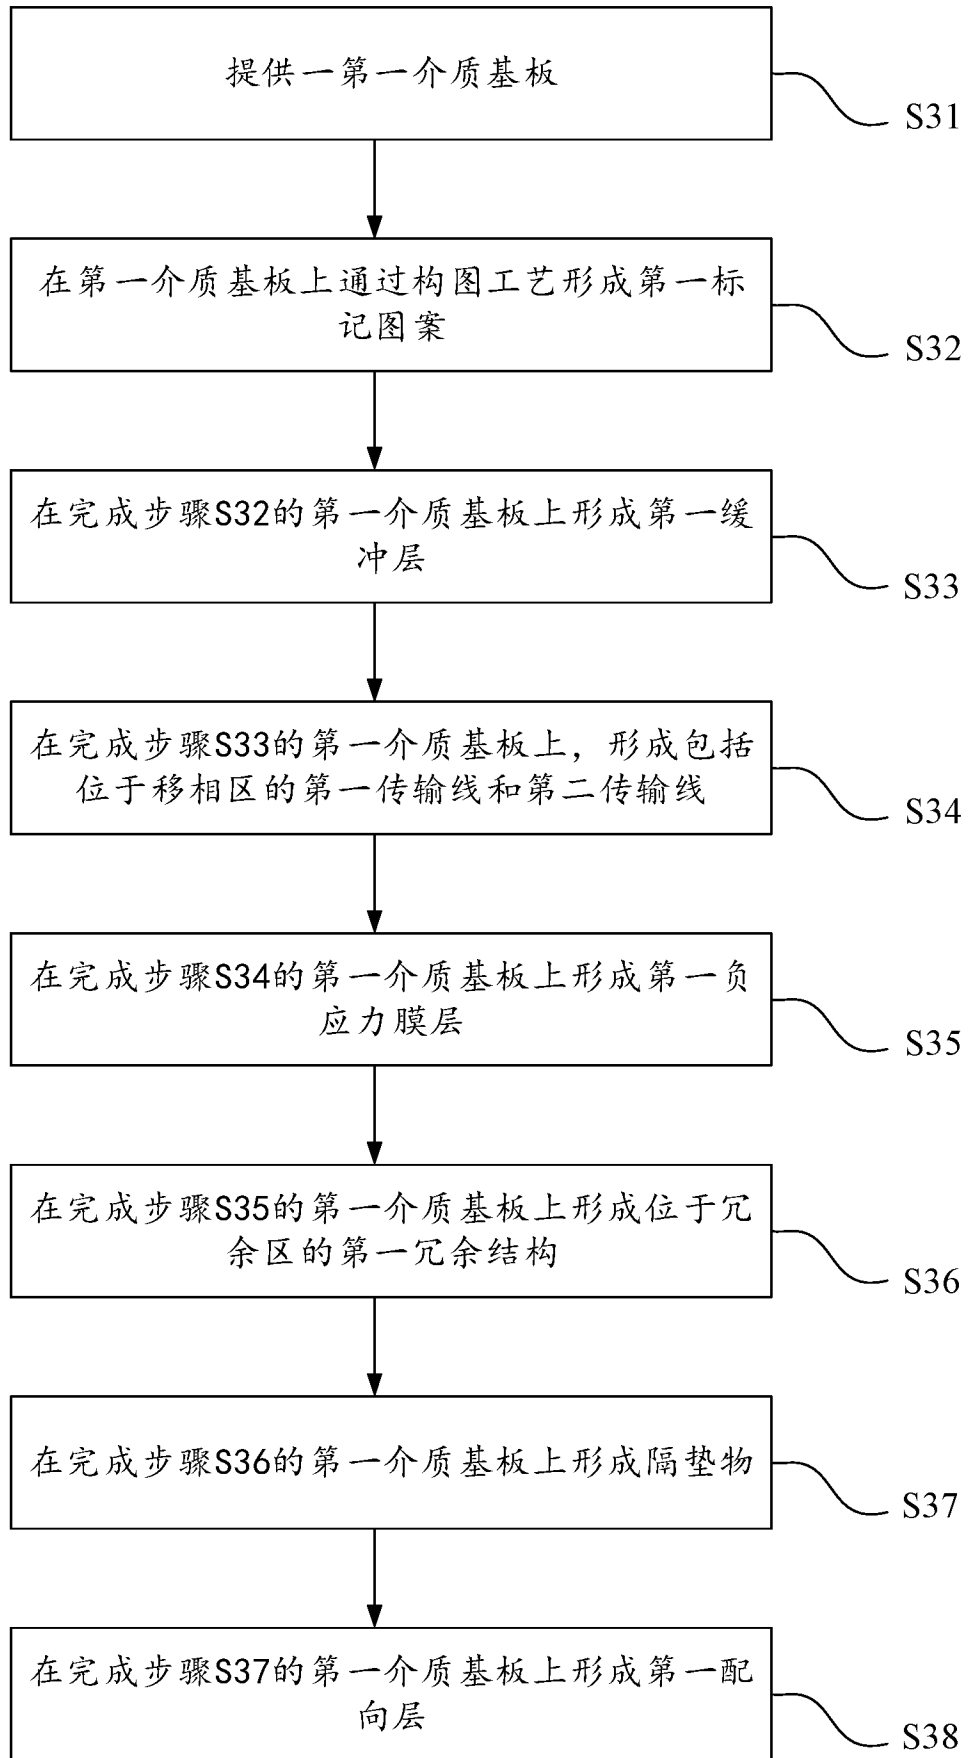 提供一第一介质基板
S31
在第一介质基板上通过构图工艺形成第一标
记图案
S32
在完成步骤S32的第一介质基板上形成第一缓
冲层
S33
在完成步骤S33的第一介质基板上，形成包括
位于移相区的第一传输线和第二传输线
S34
在完成步骤S34的第一介质基板上形成第一负
应力膜层
S35
在完成步骤S35的第一介质基板上形成位于冗
余区的第一冗余结构
S36
在完成步骤S36的第一介质基板上形成隔垫物
S37
在完成步骤S37的第一介质基板上形成第一配
向层
S38